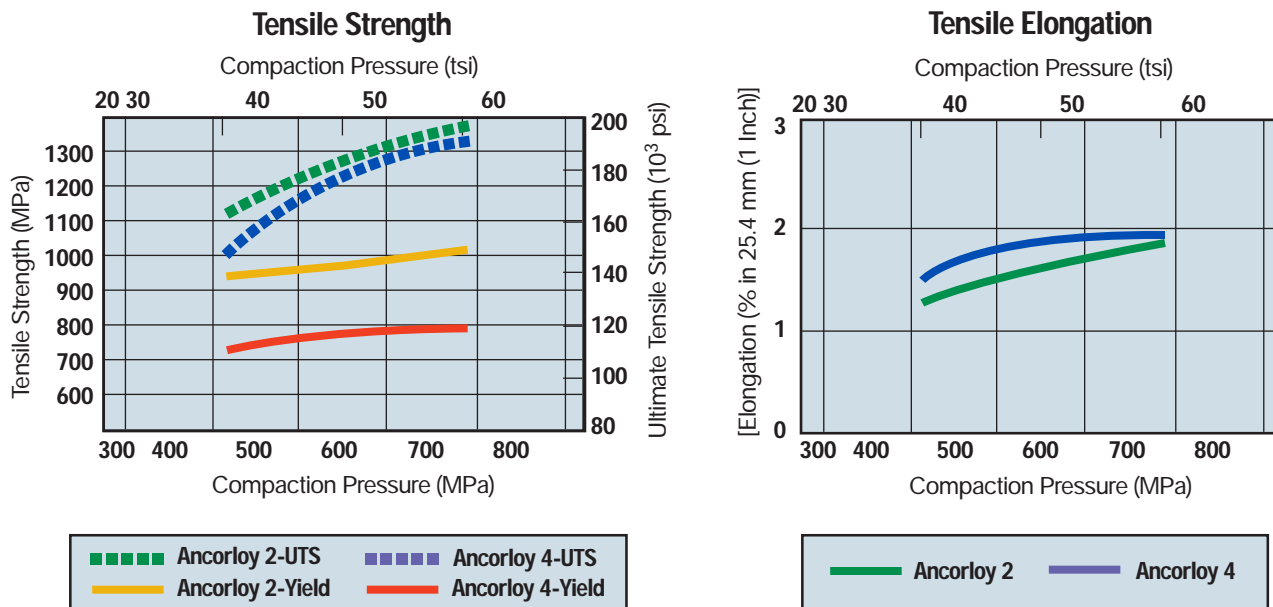 Tensile Strength
Compaction Pressure (tsi)
20 30 40 50 60
Tensile Strength (MPa)
1300
1200
1100
1000
900
800
700
600
200
180
160
140
120
100
80
Ultimate Tensile Strength (10³ psi)
300 400 500 600 700 800
Compaction Pressure (MPa)
Ancorloy 2-UTS Ancorloy 4-UTS
Ancorloy 2-Yield Ancorloy 4-Yield
Tensile Elongation
Compaction Pressure (tsi)
20 30 40 50 60
[Elongation (% in 25.4 mm (1 Inch)]
3
2
1
0
300 400 500 600 700 800
Compaction Pressure (MPa)
Ancorloy 2 Ancorloy 4